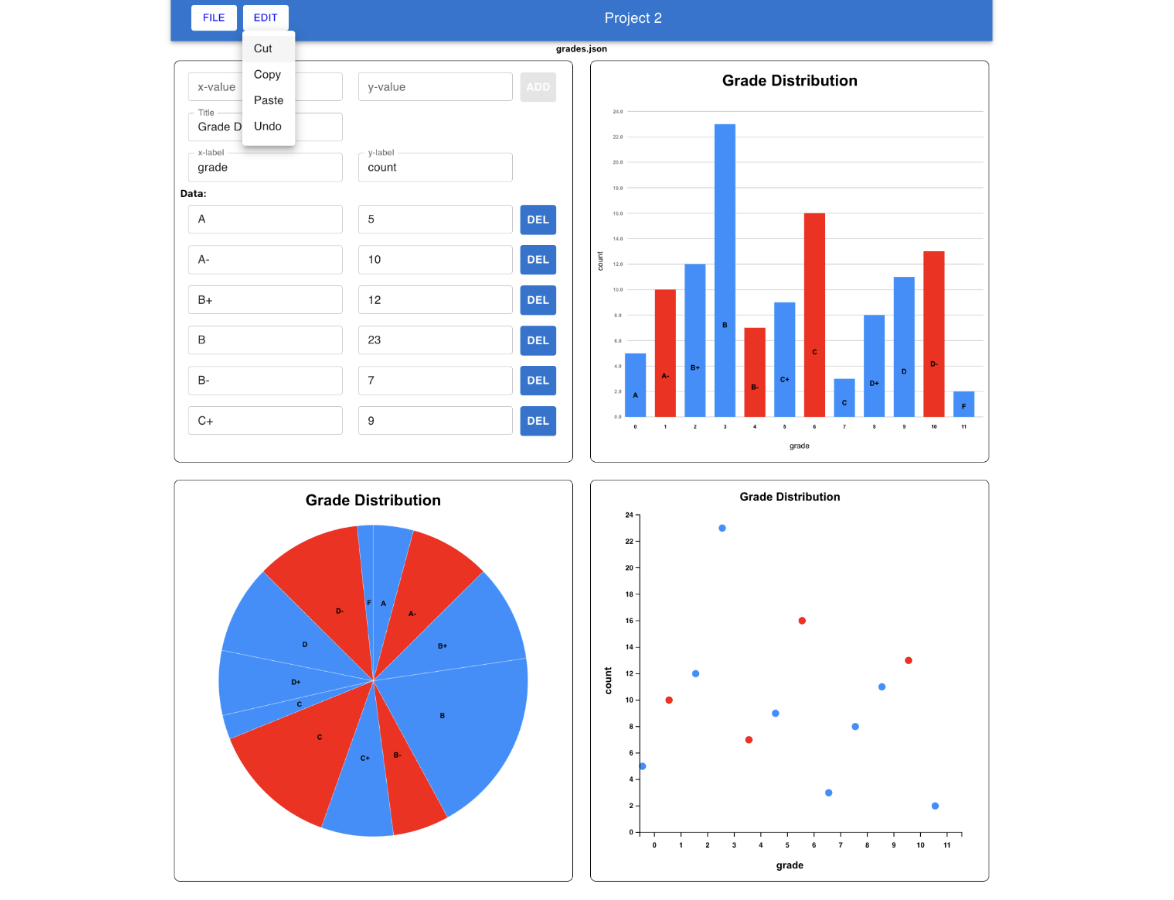 FILE EDIT Project 2
Cut
Copy
Paste
Undo
grades.json
x-value y-value ADD
Title
Grade D
x-label y-label
grade count
Data:
A 5 DEL
A- 10 DEL
B+ 12 DEL
B 23 DEL
B- 7 DEL
C+ 9 DEL
Grade Distribution
24.0
22.0
20.0
18.0
16.0
14.0
12.0
10.0
8.0
6.0
4.0
2.0
0.0
count
A A- B+ B B- C+ C C D+ D D- F
0 1 2 3 4 5 6 7 8 9 10 11
grade
Grade Distribution
A
A-
B+
B
B-
C+
C
C
D+
D
D-
F
Grade Distribution
24
22
20
18
16
14
12
10
8
6
4
2
0
count
0 1 2 3 4 5 6 7 8 9 10 11
grade